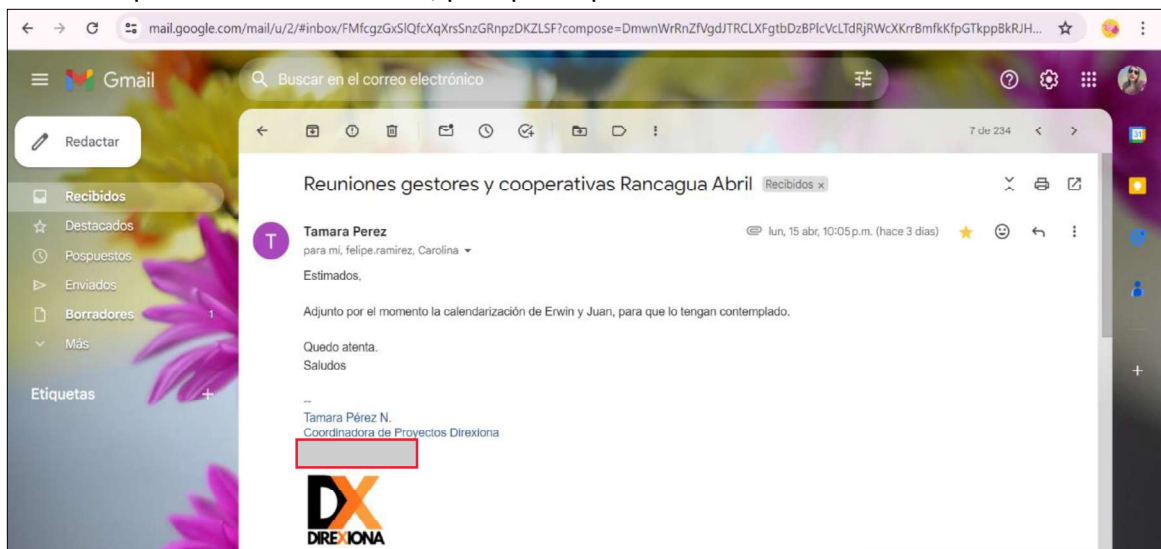 mail.google.com/mail/u/2/#inbox/FMfcgzGxSlQfcXqXrsSnzGRnpzDKZLSF?compose=DmwnWrRnZfVgdJTRCLXFgtbDzBPlcVcLTdRjRWcXKrrBmfkKfpGTkppBkRJH...
Gmail
Buscar en el correo electrónico
Redactar
7 de 234
31
Recibidos
Destacados
Pospuestos
Enviados
Borradores 1
Más
Etiquetas
Reuniones gestores y cooperativas Rancagua Abril Recibidos x
T
Tamara Perez
lun, 15 abr, 10:05 p.m. (hace 3 días)
para mí, felipe.ramirez, Carolina
Estimados,
Adjunto por el momento la calendarización de Erwin y Juan, para que lo tengan contemplado.
Quedo atenta.
Saludos
--
Tamara Pérez N.
Coordinadora de Proyectos Direxiona
DX
DIREXIONA